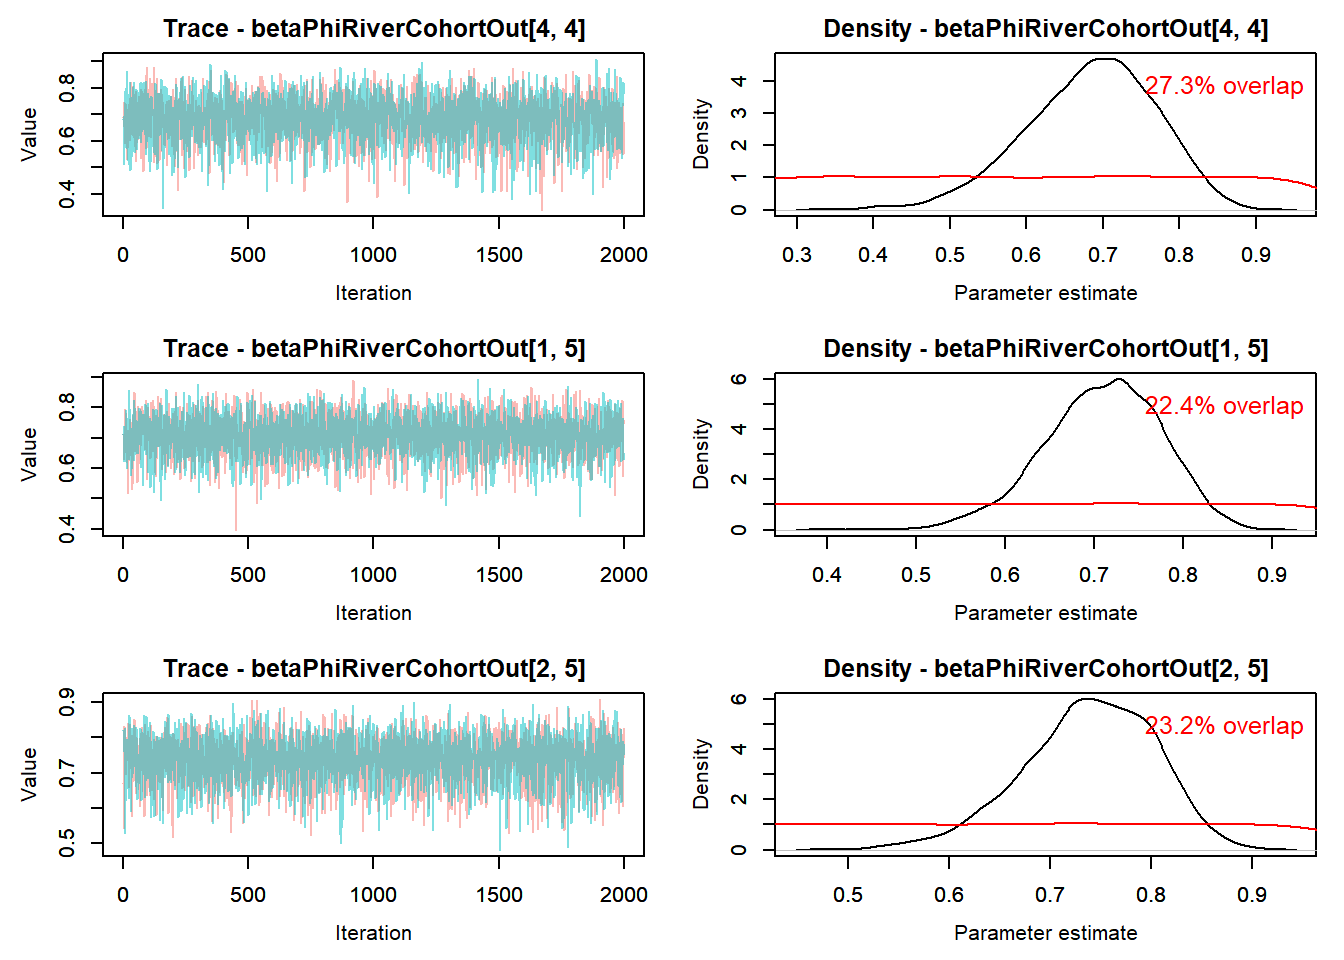 Trace - betaPhiRiverCohortOut[4, 4]
Value
0.4 0.6 0.8
0 500 1000 1500 2000
Iteration
Density - betaPhiRiverCohortOut[4, 4]
27.3% overlap
Density
0 1 2 3 4
0.3 0.4 0.5 0.6 0.7 0.8 0.9
Parameter estimate
Trace - betaPhiRiverCohortOut[1, 5]
Value
0.4 0.6 0.8
0 500 1000 1500 2000
Iteration
Density - betaPhiRiverCohortOut[1, 5]
22.4% overlap
Density
0 2 4 6
0.4 0.5 0.6 0.7 0.8 0.9
Parameter estimate
Trace - betaPhiRiverCohortOut[2, 5]
Value
0.5 0.7 0.9
0 500 1000 1500 2000
Iteration
Density - betaPhiRiverCohortOut[2, 5]
23.2% overlap
Density
0 2 4 6
0.5 0.6 0.7 0.8 0.9
Parameter estimate